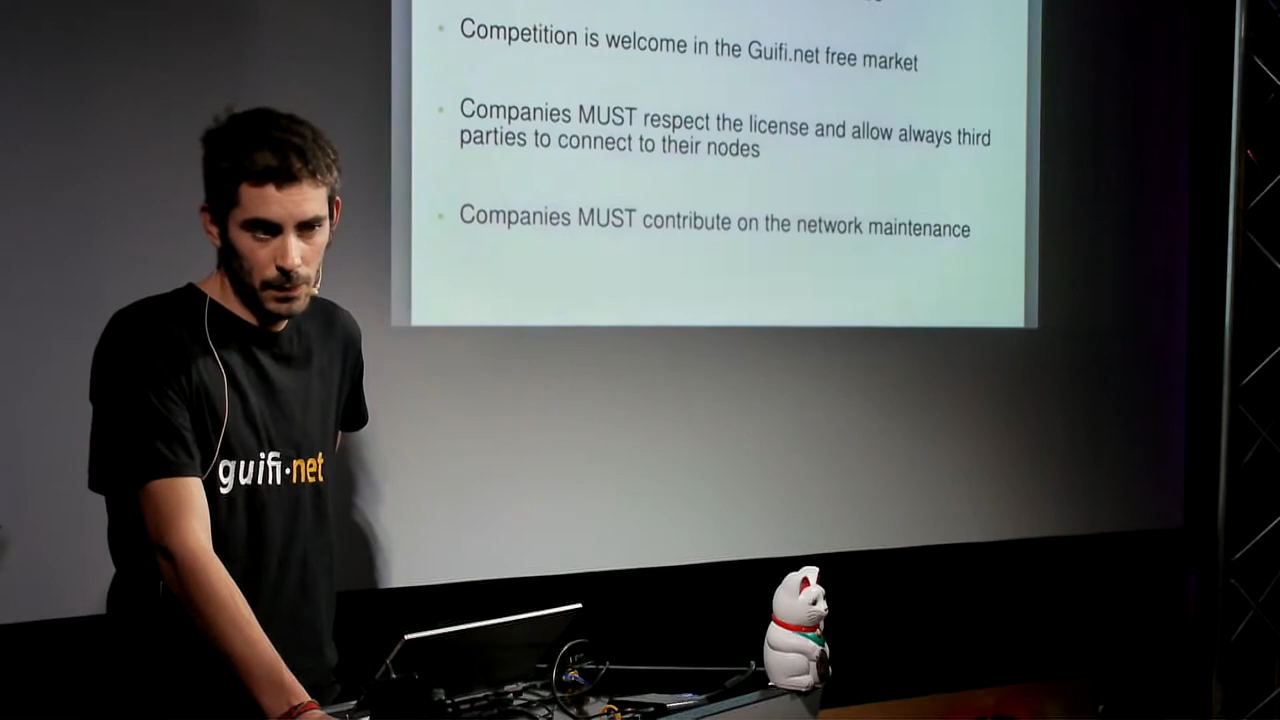 Competition is welcome in the Guifi.net free market
Companies MUST respect the license and allow always third
parties to connect to their nodes
Companies MUST contribute on the network maintenance
guifi·net